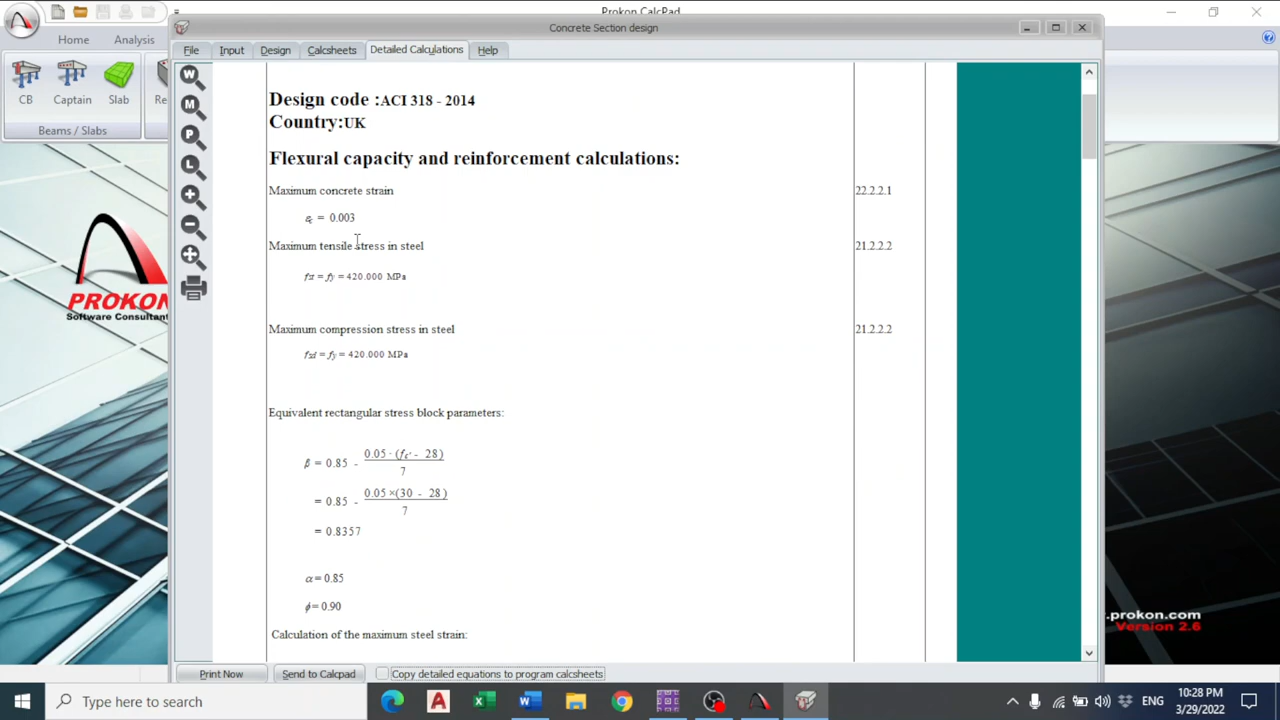 Prokon CalcPad
Concrete Section design
Home
Analysis
File
Input
Design
Calcsheets
Detailed Calculations
Help
CB
Captain
Slab
Beams / Slabs
Design code :ACI 318 - 2014
Country:UK
Flexural capacity and reinforcement calculations:
Maximum concrete strain
22.2.2.1
εc = 0.003
Maximum tensile stress in steel
21.2.2.2
fst = fy = 420.000 MPa
Maximum compression stress in steel
21.2.2.2
= fy = 420.000 MPa
Equivalent rectangular stress block parameters:
β = 0.85 - 0.05 · (fc' - 28) / 7
= 0.85 - 0.05 ×(30 - 28) / 7
= 0.8357
α = 0.85
ϕ = 0.90
Calculation of the maximum steel strain:
PROKON
Software Consultan
.prokon.com
Version 2.6
Print Now
Send to Calcpad
Copy detailed equations to program calcsheets
Type here to search
ENG
10:28 PM
3/29/2022